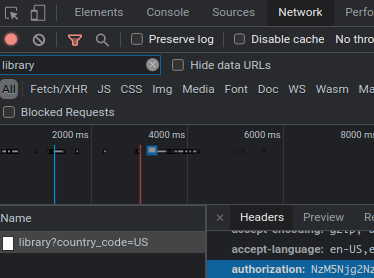 Elements Console Sources Network Perfo
Preserve log Disable cache No thro
library Hide data URLs
All Fetch/XHR JS CSS Img Media Font Doc WS Wasm Ma
Blocked Requests
2000 ms 4000 ms 6000 ms 8000 ms
Name Headers Preview Re
library?country_code=US
accept-encoding: gzip, d
accept-language: en-US,e
authorization: NzM5Njg2Nz